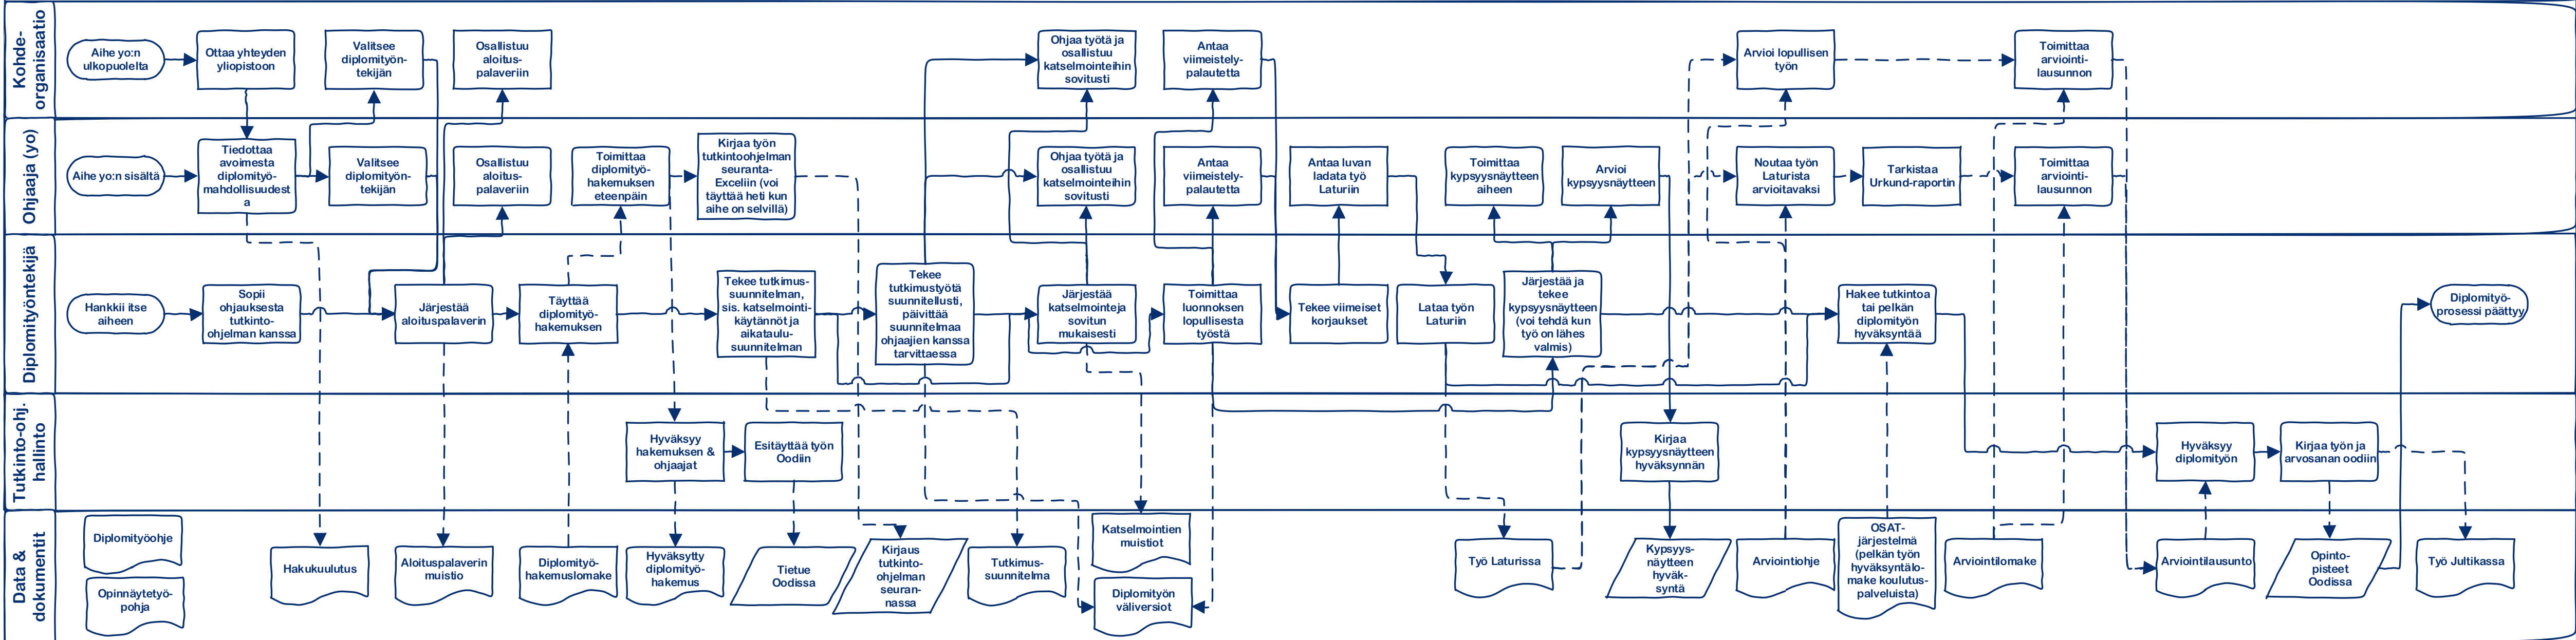 Kohde-
organisaatio
Aihe yo:n
ulkopuolelta
Ottaa yhteyden
yliopistoon
Valitsee
diplomityön-
tekijän
Osallistuu
aloitus-
palaveriin
Ohjaa työtä ja
osallistuu
katselmointeihin
sovitusti
Antaa
viimeistely-
palautetta
Arvioi lopullisen
työn
Toimittaa
arviointi-
lausunnon
Ohjaaja (yo)
Aihe yo:n sisältä
Tiedottaa
avoimesta
diplomityö-
mahdollisuudest
a
Valitsee
diplomityön-
tekijän
Osallistuu
aloitus-
palaveriin
Toimittaa
diplomityö-
hakemuksen
eteenpäin
Kirjaa työn
tutkintoohjelman
seuranta-
Exceliin (voi
täyttää heti kun
aihe on selvillä)
Ohjaa työtä ja
osallistuu
katselmointeihin
sovitusti
Antaa
viimeistely-
palautetta
Antaa luvan
ladata työ
Laturiin
Toimittaa
kypsyysnäytteen
aiheen
Arvioi
kypsyysnäytteen
Noutaa työn
Laturista
arvioitavaksi
Tarkistaa
Urkund-raportin
Toimittaa
arviointi-
lausunnon
Diplomityöntekijä
Hankkii itse
aiheen
Sopii
ohjauksesta
tutkinto-
ohjelman kanssa
Järjestää
aloituspalaverin
Täyttää
diplomityö-
hakemuksen
Tekee tutkimus-
suunnitelman,
sis. katselmointi-
käytännöt ja
aikataulu-
suunnitelman
Tekee
tutkimustyötä
suunnitellusti,
päivittää
suunnitelmaa
ohjaajien kanssa
tarvittaessa
Järjestää
katselmointeja
sovitun
mukaisesti
Toimittaa
luonnoksen
lopullisesta
työstä
Tekee viimeiset
korjaukset
Lataa työn
Laturiin
Järjestää ja
tekee
kypsyysnäytteen
(voi tehdä kun
työ on lähes
valmis)
Hakee tutkintoa
tai pelkän
diplomityön
hyväksyntää
Diplomityö-
prosessi päättyy
Tutkinto-ohj.
hallinto
Hyväksyy
hakemuksen &
ohjaajat
Esitäyttää työn
Oodiin
Kirjaa
kypsyysnäytteen
hyväksynnän
Hyväksyy
diplomityön
Kirjaa työn ja
arvosanan oodiin
Data &
dokumentit
Diplomityöohje
Opinnäytetyö-
pohja
Hakukuulutus
Aloituspalaverin
muistio
Diplomityö-
hakemuslomake
Hyväksytty
diplomityö-
hakemus
Tietue
Oodissa
Kirjaus
tutkinto-
ohjelman
seuran-
nassa
Tutkimus-
suunnitelma
Katselmointien
muistiot
Diplomityön
väliversiot
Työ Laturissa
Kypsyys-
näytteen
hyväk-
syntä
Arviointiohje
OSAT-
järjestelmä
(pelkän työn
hyväksyntälo-
make koulutus-
palveluista)
Arviointilomake
Arviointilausunto
Opinto-
pisteet
Oodissa
Työ Jultikassa